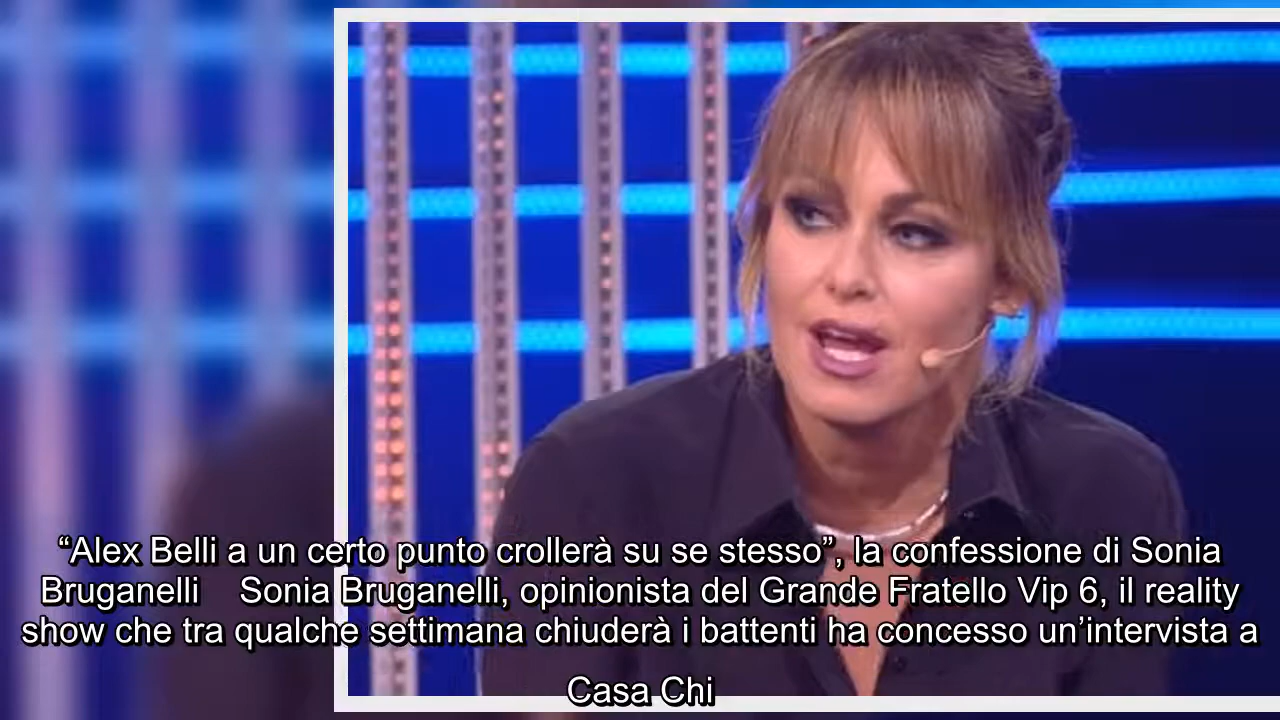 “Alex Belli a un certo punto crollerà su se stesso”, la confessione di Sonia
Bruganelli    Sonia Bruganelli, opinionista del Grande Fratello Vip 6, il reality
show che tra qualche settimana chiuderà i battenti ha concesso un’intervista a
Casa Chi